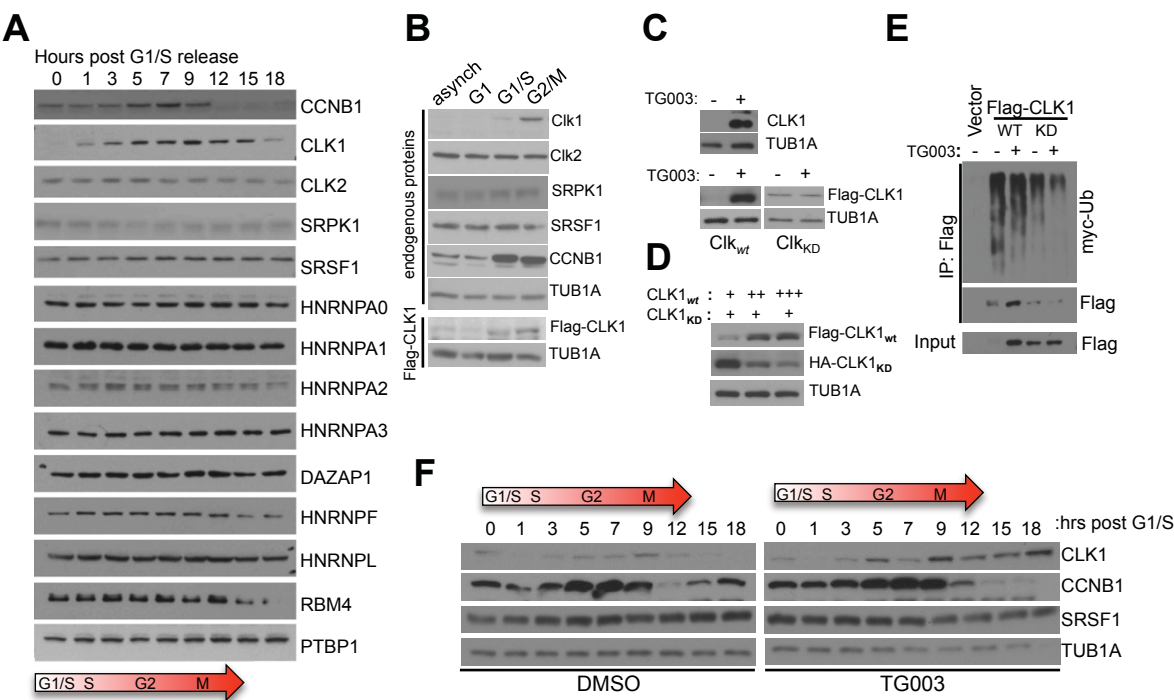 A
Hours post G1/S release
0 1 3 5 7 9 12 15 18
CCNB1
CLK1
CLK2
SRPK1
SRSF1
HNRNPA0
HNRNPA1
HNRNPA2
HNRNPA3
DAZAP1
HNRNPF
HNRNPL
RBM4
PTBP1
G1/S S G2 M
B
asynch G1 G1/S G2/M
endogenous proteins
Clk1
Clk2
SRPK1
SRSF1
CCNB1
TUB1A
Flag-CLK1
Flag-CLK1
TUB1A
C
TG003: - +
CLK1
TUB1A
TG003: - + - +
Flag-CLK1
TUB1A
Clkwt ClkKD
D
CLK1wt : + ++ +++
CLK1KD : + + +
Flag-CLK1wt
HA-CLK1KD
TUB1A
E
Vector
Flag-CLK1
WT KD
TG003: - - + - +
IP: Flag
myc-Ub
Flag
Input Flag
F
G1/S S G2 M G1/S S G2 M
0 1 3 5 7 9 12 15 18 0 1 3 5 7 9 12 15 18 :hrs post G1/S
CLK1
CCNB1
SRSF1
TUB1A
DMSO TG003